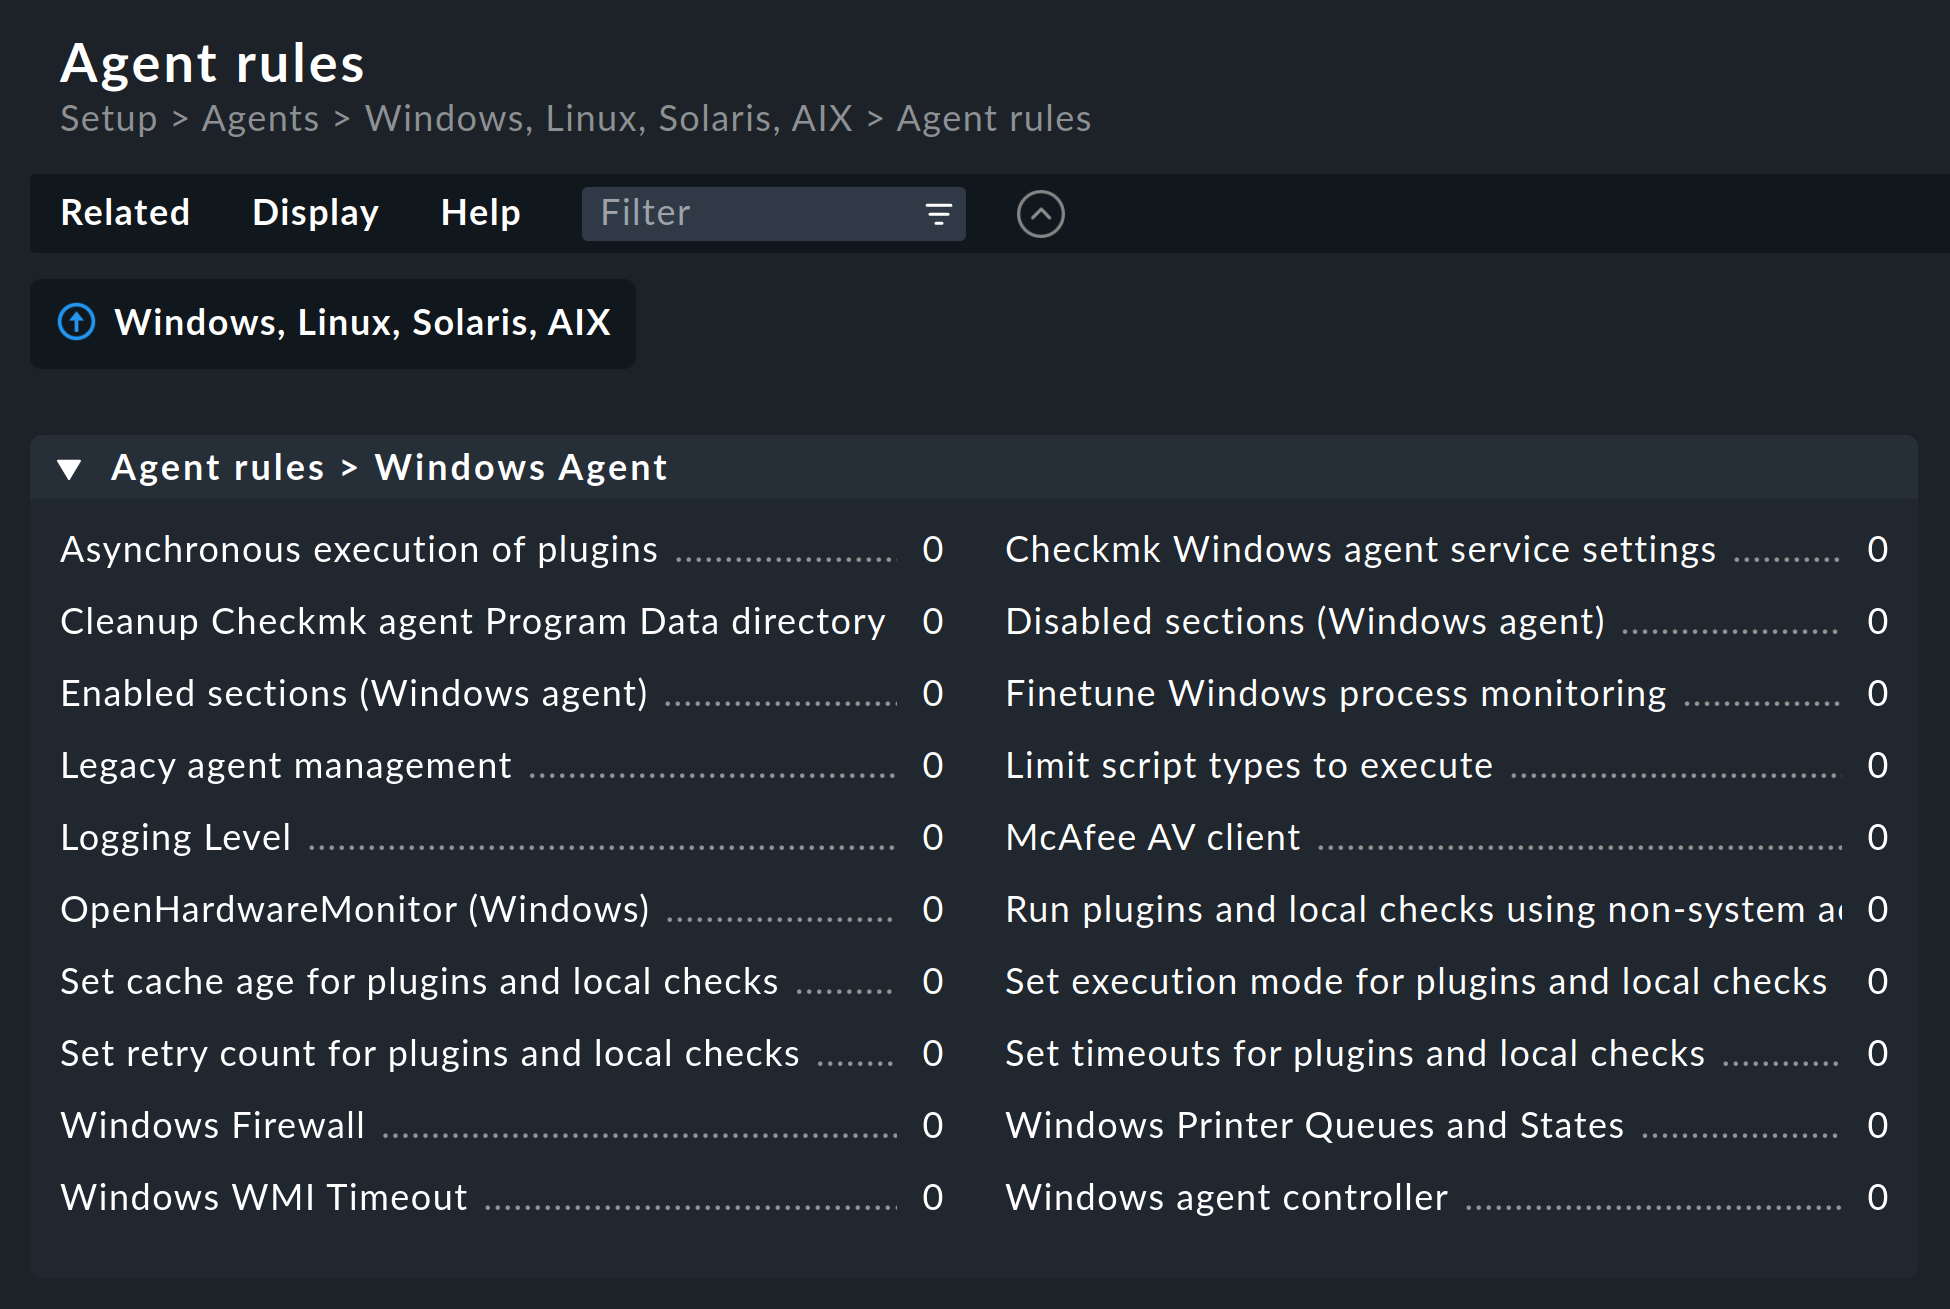 Agent rules
Setup > Agents > Windows, Linux, Solaris, AIX > Agent rules
Related Display Help Filter
Windows, Linux, Solaris, AIX
Agent rules > Windows Agent
Asynchronous execution of plugins 0 Checkmk Windows agent service settings 0
Cleanup Checkmk agent Program Data directory 0 Disabled sections (Windows agent) 0
Enabled sections (Windows agent) 0 Finetune Windows process monitoring 0
Legacy agent management 0 Limit script types to execute 0
Logging Level 0 McAfee AV client 0
OpenHardwareMonitor (Windows) 0 Run plugins and local checks using non-system 0
Set cache age for plugins and local checks 0 Set execution mode for plugins and local checks 0
Set retry count for plugins and local checks 0 Set timeouts for plugins and local checks 0
Windows Firewall 0 Windows Printer Queues and States 0
Windows WMI Timeout 0 Windows agent controller 0